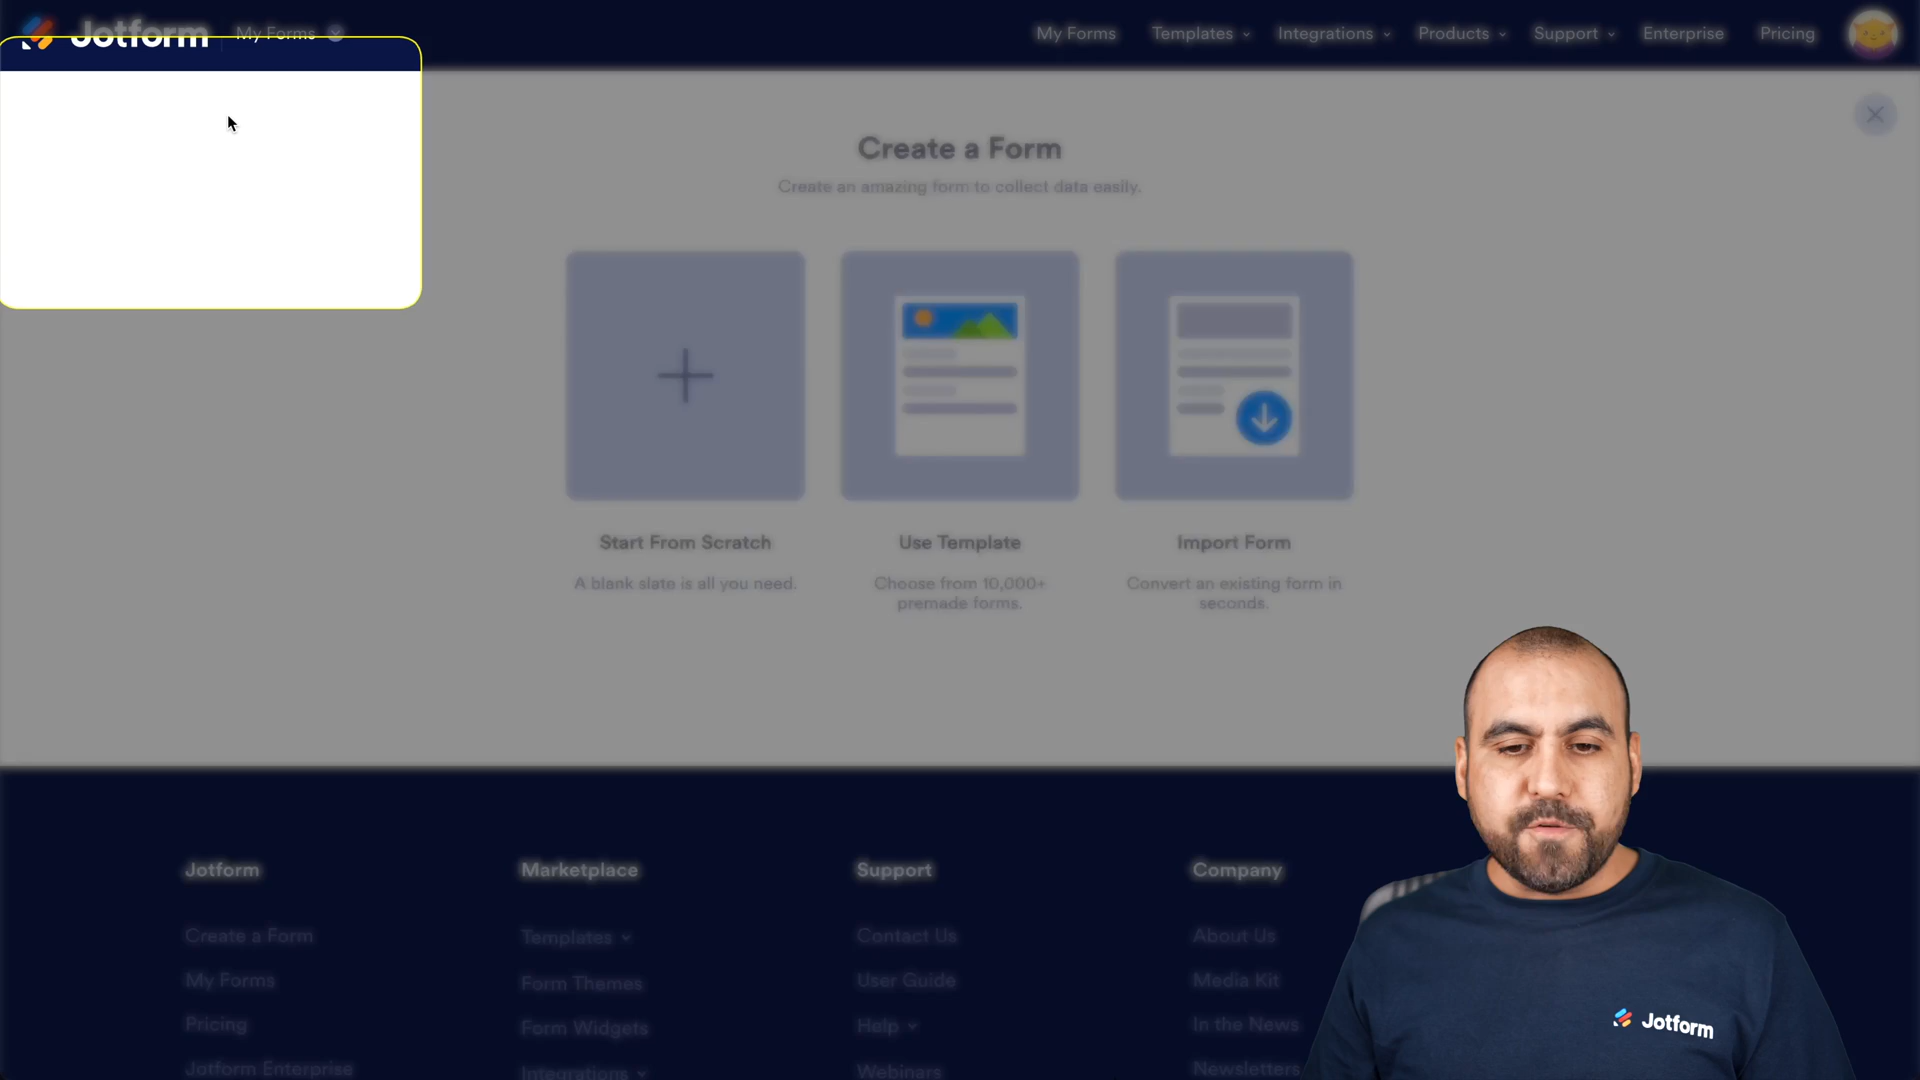 Jotform
My Forms
My Forms
Templates
Integrations
Products
Support
Enterprise
Pricing
Create a Form
Create an amazing form to collect data easily.
Start From Scratch
A blank slate is all you need.
Use Template
Choose from 10,000+
premade forms.
Import Form
Convert an existing form in
seconds.
Jotform
Create a Form
My Forms
Pricing
Jotform Enterprise
Marketplace
Templates
Form Themes
Form Widgets
Integrations
Support
Contact Us
User Guide
Help
Webinars
Company
About Us
Media Kit
In the News
Newsletters
Jotform